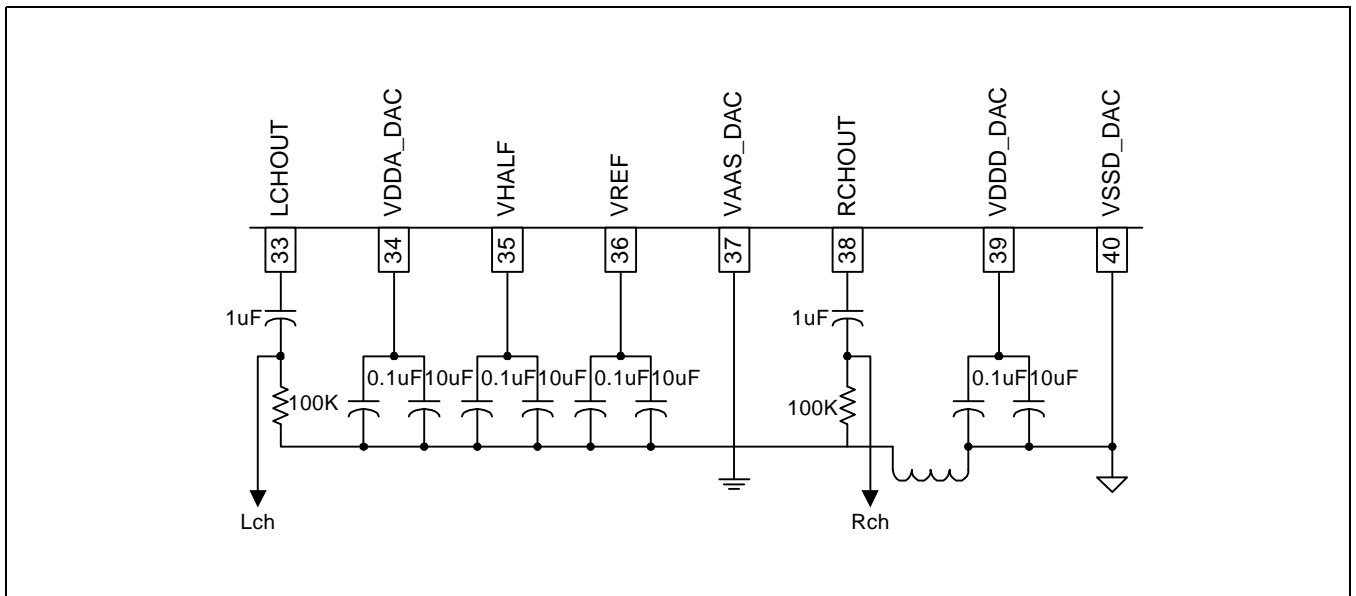 LCHOUT
VDDA_DAC
VHALF
VREF
VAAS_DAC
RCHOUT
VDDD_DAC
VSSD_DAC
33
34
35
36
37
38
39
40
1uF
1uF
0.1uF 10uF
0.1uF 10uF
0.1uF 10uF
0.1uF 10uF
100K
100K
Lch
Rch